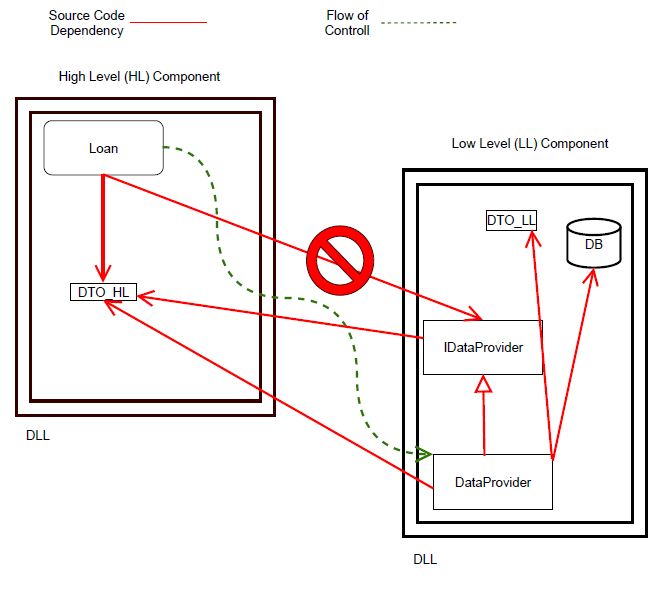 Source Code
Dependency
Flow of
Controll
High Level (HL) Component
Loan
DTO_HL
DLL
Low Level (LL) Component
DTO_LL
DB
IDataProvider
DataProvider
DLL